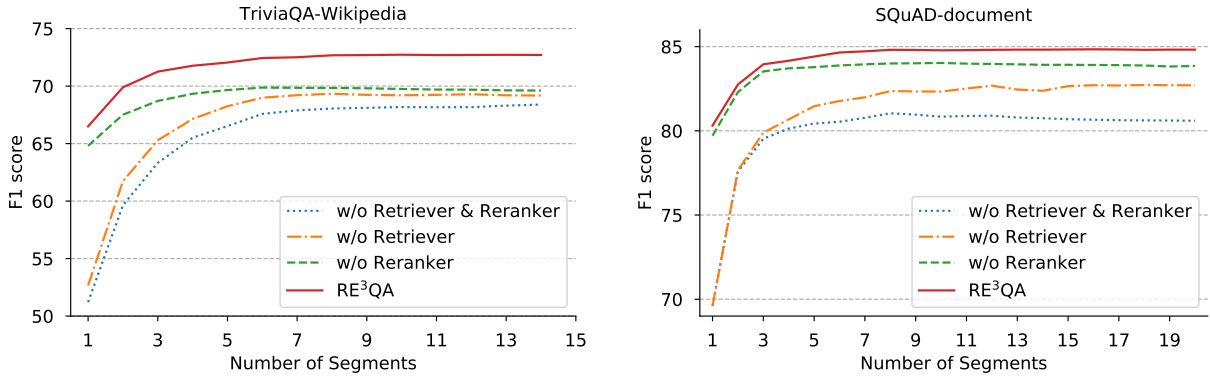 TriviaQA-Wikipedia
75
70
65
60
55
50
F1 score
w/o Retriever & Reranker
w/o Retriever
w/o Reranker
RE³QA
1 3 5 7 9 11 13 15
Number of Segments
SQuAD-document
85
80
75
70
F1 score
w/o Retriever & Reranker
w/o Retriever
w/o Reranker
RE³QA
1 3 5 7 9 11 13 15 17 19
Number of Segments